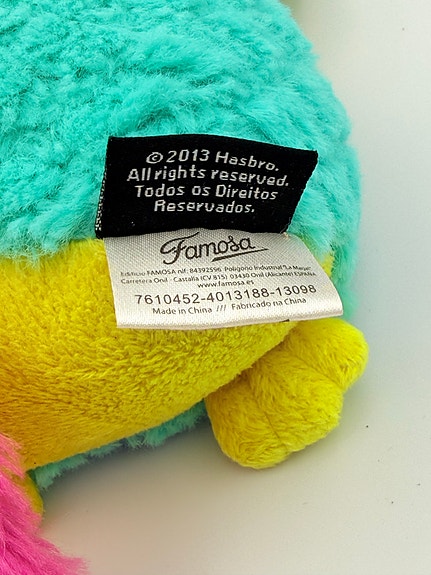 © 2013 Hasbro.
All rights reserved.
Todos os Direitos
Reservados.
Famosa
Edificio FAMOSA nif: 84392596 Polígono Industrial "La Marjal"
Carretera Onil - Castalla (CV 815) 03430 Onil (Alicante) ESPAÑA
www.famosa.es
7610452-4013188-13098
Made in China /// Fabricado na China